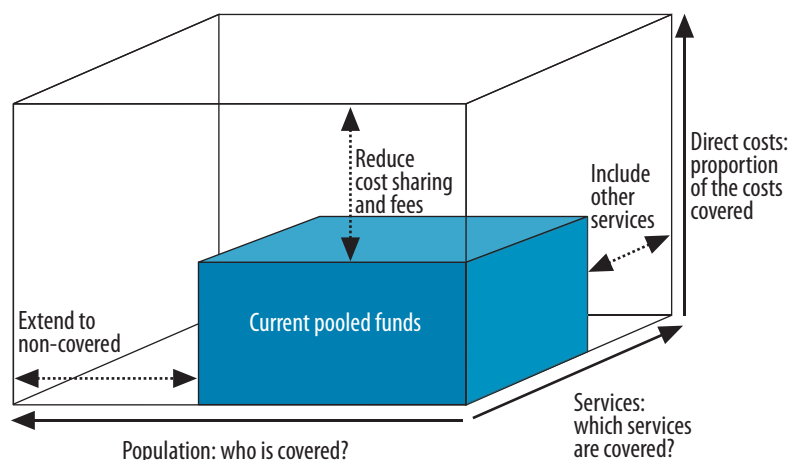 Reduce
cost sharing
and fees
Include
other
services
Direct costs:
proportion
of the costs
covered
Extend to
non-covered
Current pooled funds
Population: who is covered?
Services:
which services
are covered?